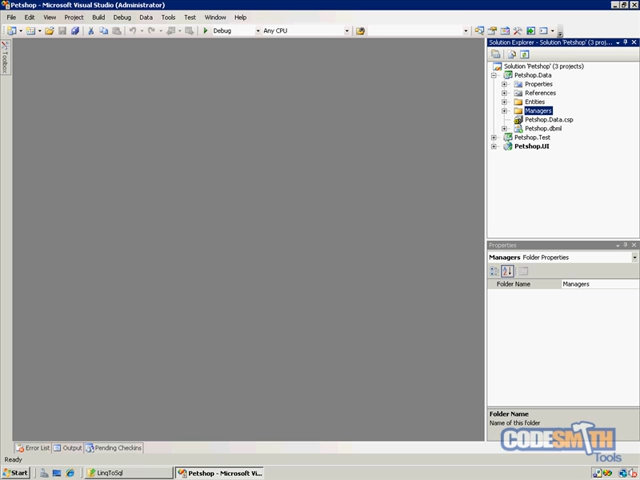 Petshop - Microsoft Visual Studio (Administrator)
File Edit View Project Build Debug Data Tools Test Window Help
Debug Any CPU
Toolbox
Solution Explorer - Solution 'Petshop' (3 proj...
Solution 'Petshop' (3 projects)
Petshop.Data
Properties
References
Entities
Managers
Petshop.Data.csp
Petshop.dbml
Petshop.Test
Petshop.UI
Properties
Managers Folder Properties
Folder Name Managers
Folder Name
Name of this folder
CODESMITH
Tools
Error List Output Pending Checkins
Ready
Start LinqToSql Petshop - Microsoft Vi...